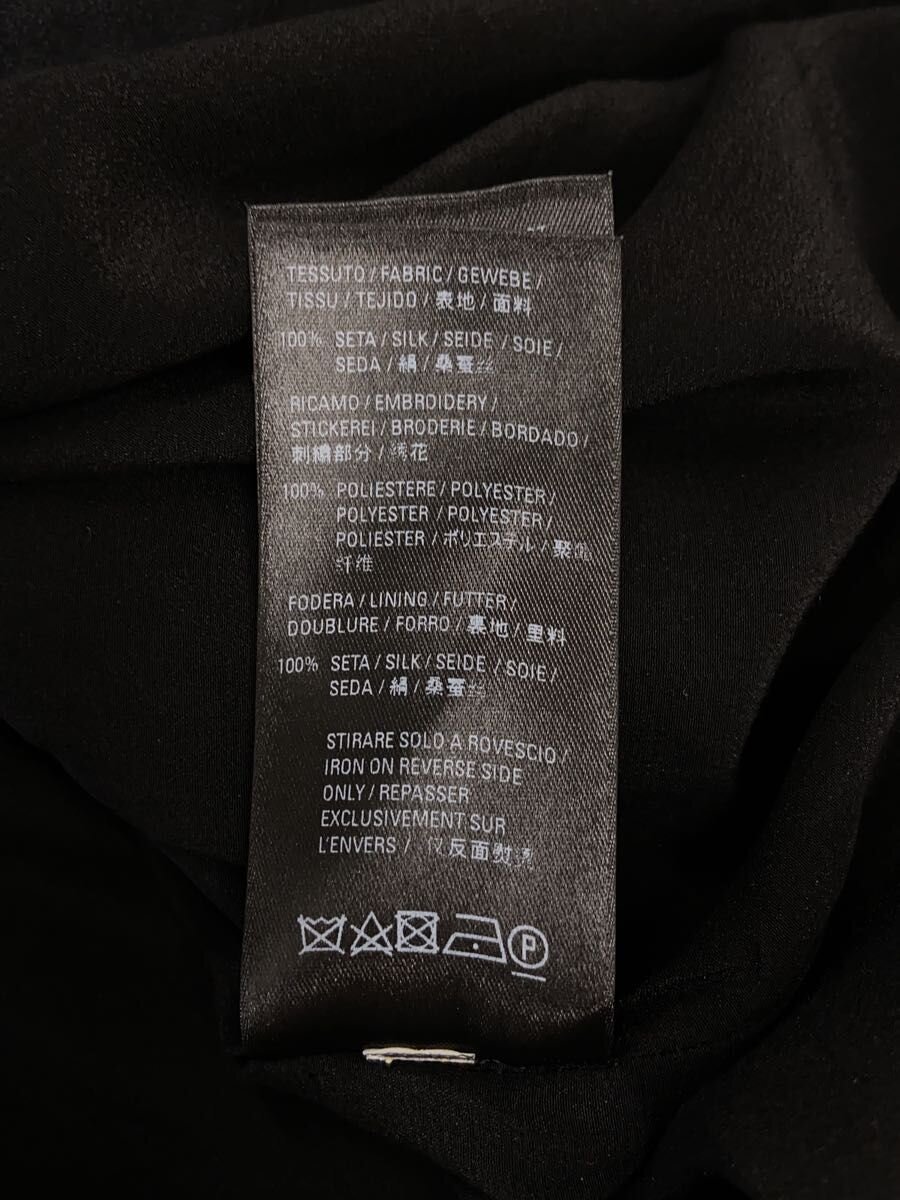 TESSUTO / FABRIC / GEWEBE /
TISSU / TEJIDO / 表地 / 面料
100% SETA / SILK / SEIDE / SOIE /
SEDA / 絹 / 桑蚕丝
RICAMO / EMBROIDERY /
STICKEREI / BRODERIE / BORDADO /
刺繍部分 / 绣花
100% POLIESTERE / POLYESTER /
POLYESTER / POLYESTER /
POLIESTER / ポリエステル / 聚酯
纤维
FODERA / LINING / FUTTER /
DOUBLURE / FORRO / 裏地 / 里料
100% SETA / SILK / SEIDE / SOIE /
SEDA / 絹 / 桑蚕丝
STIRARE SOLO A ROVESCIO /
IRON ON REVERSE SIDE
ONLY / REPASSER
EXCLUSIVEMENT SUR
L'ENVERS / 仅反面熨烫
P